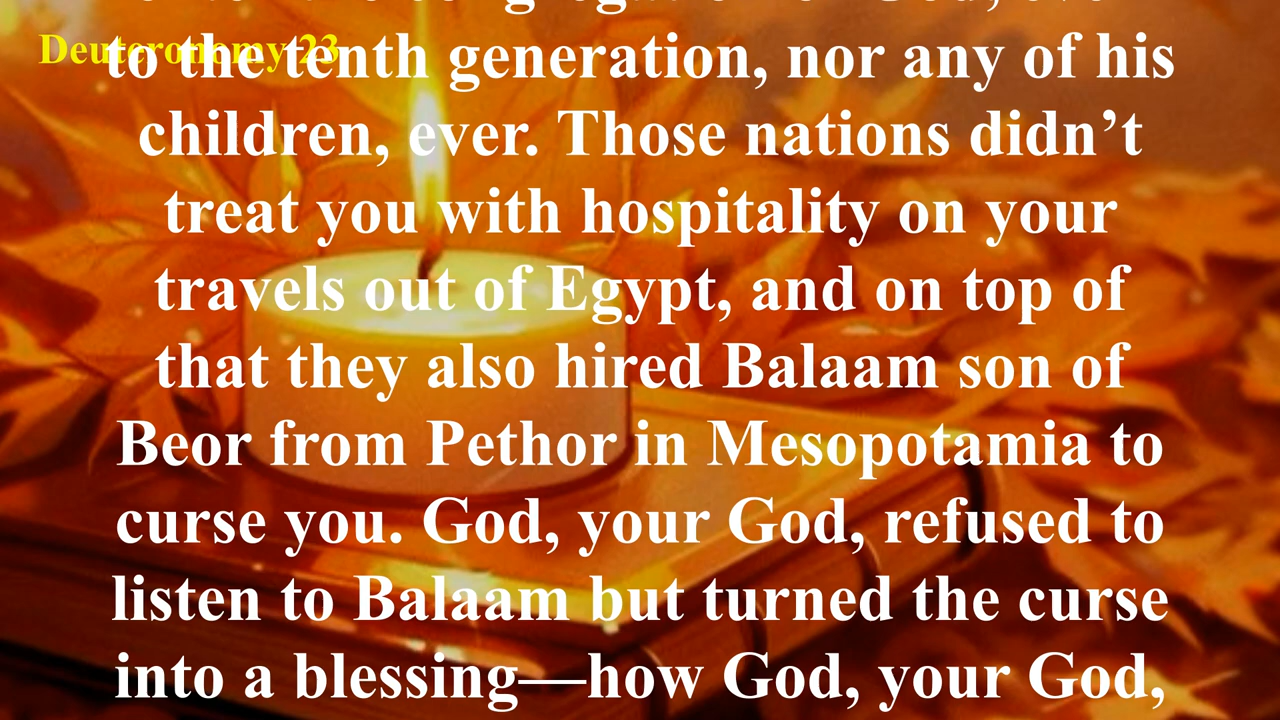 Deuteronomy 23
to the tenth generation, nor any of his
children, ever. Those nations didn’t
treat you with hospitality on your
travels out of Egypt, and on top of
that they also hired Balaam son of
Beor from Pethor in Mesopotamia to
curse you. God, your God, refused to
listen to Balaam but turned the curse
into a blessing—how God, your God,